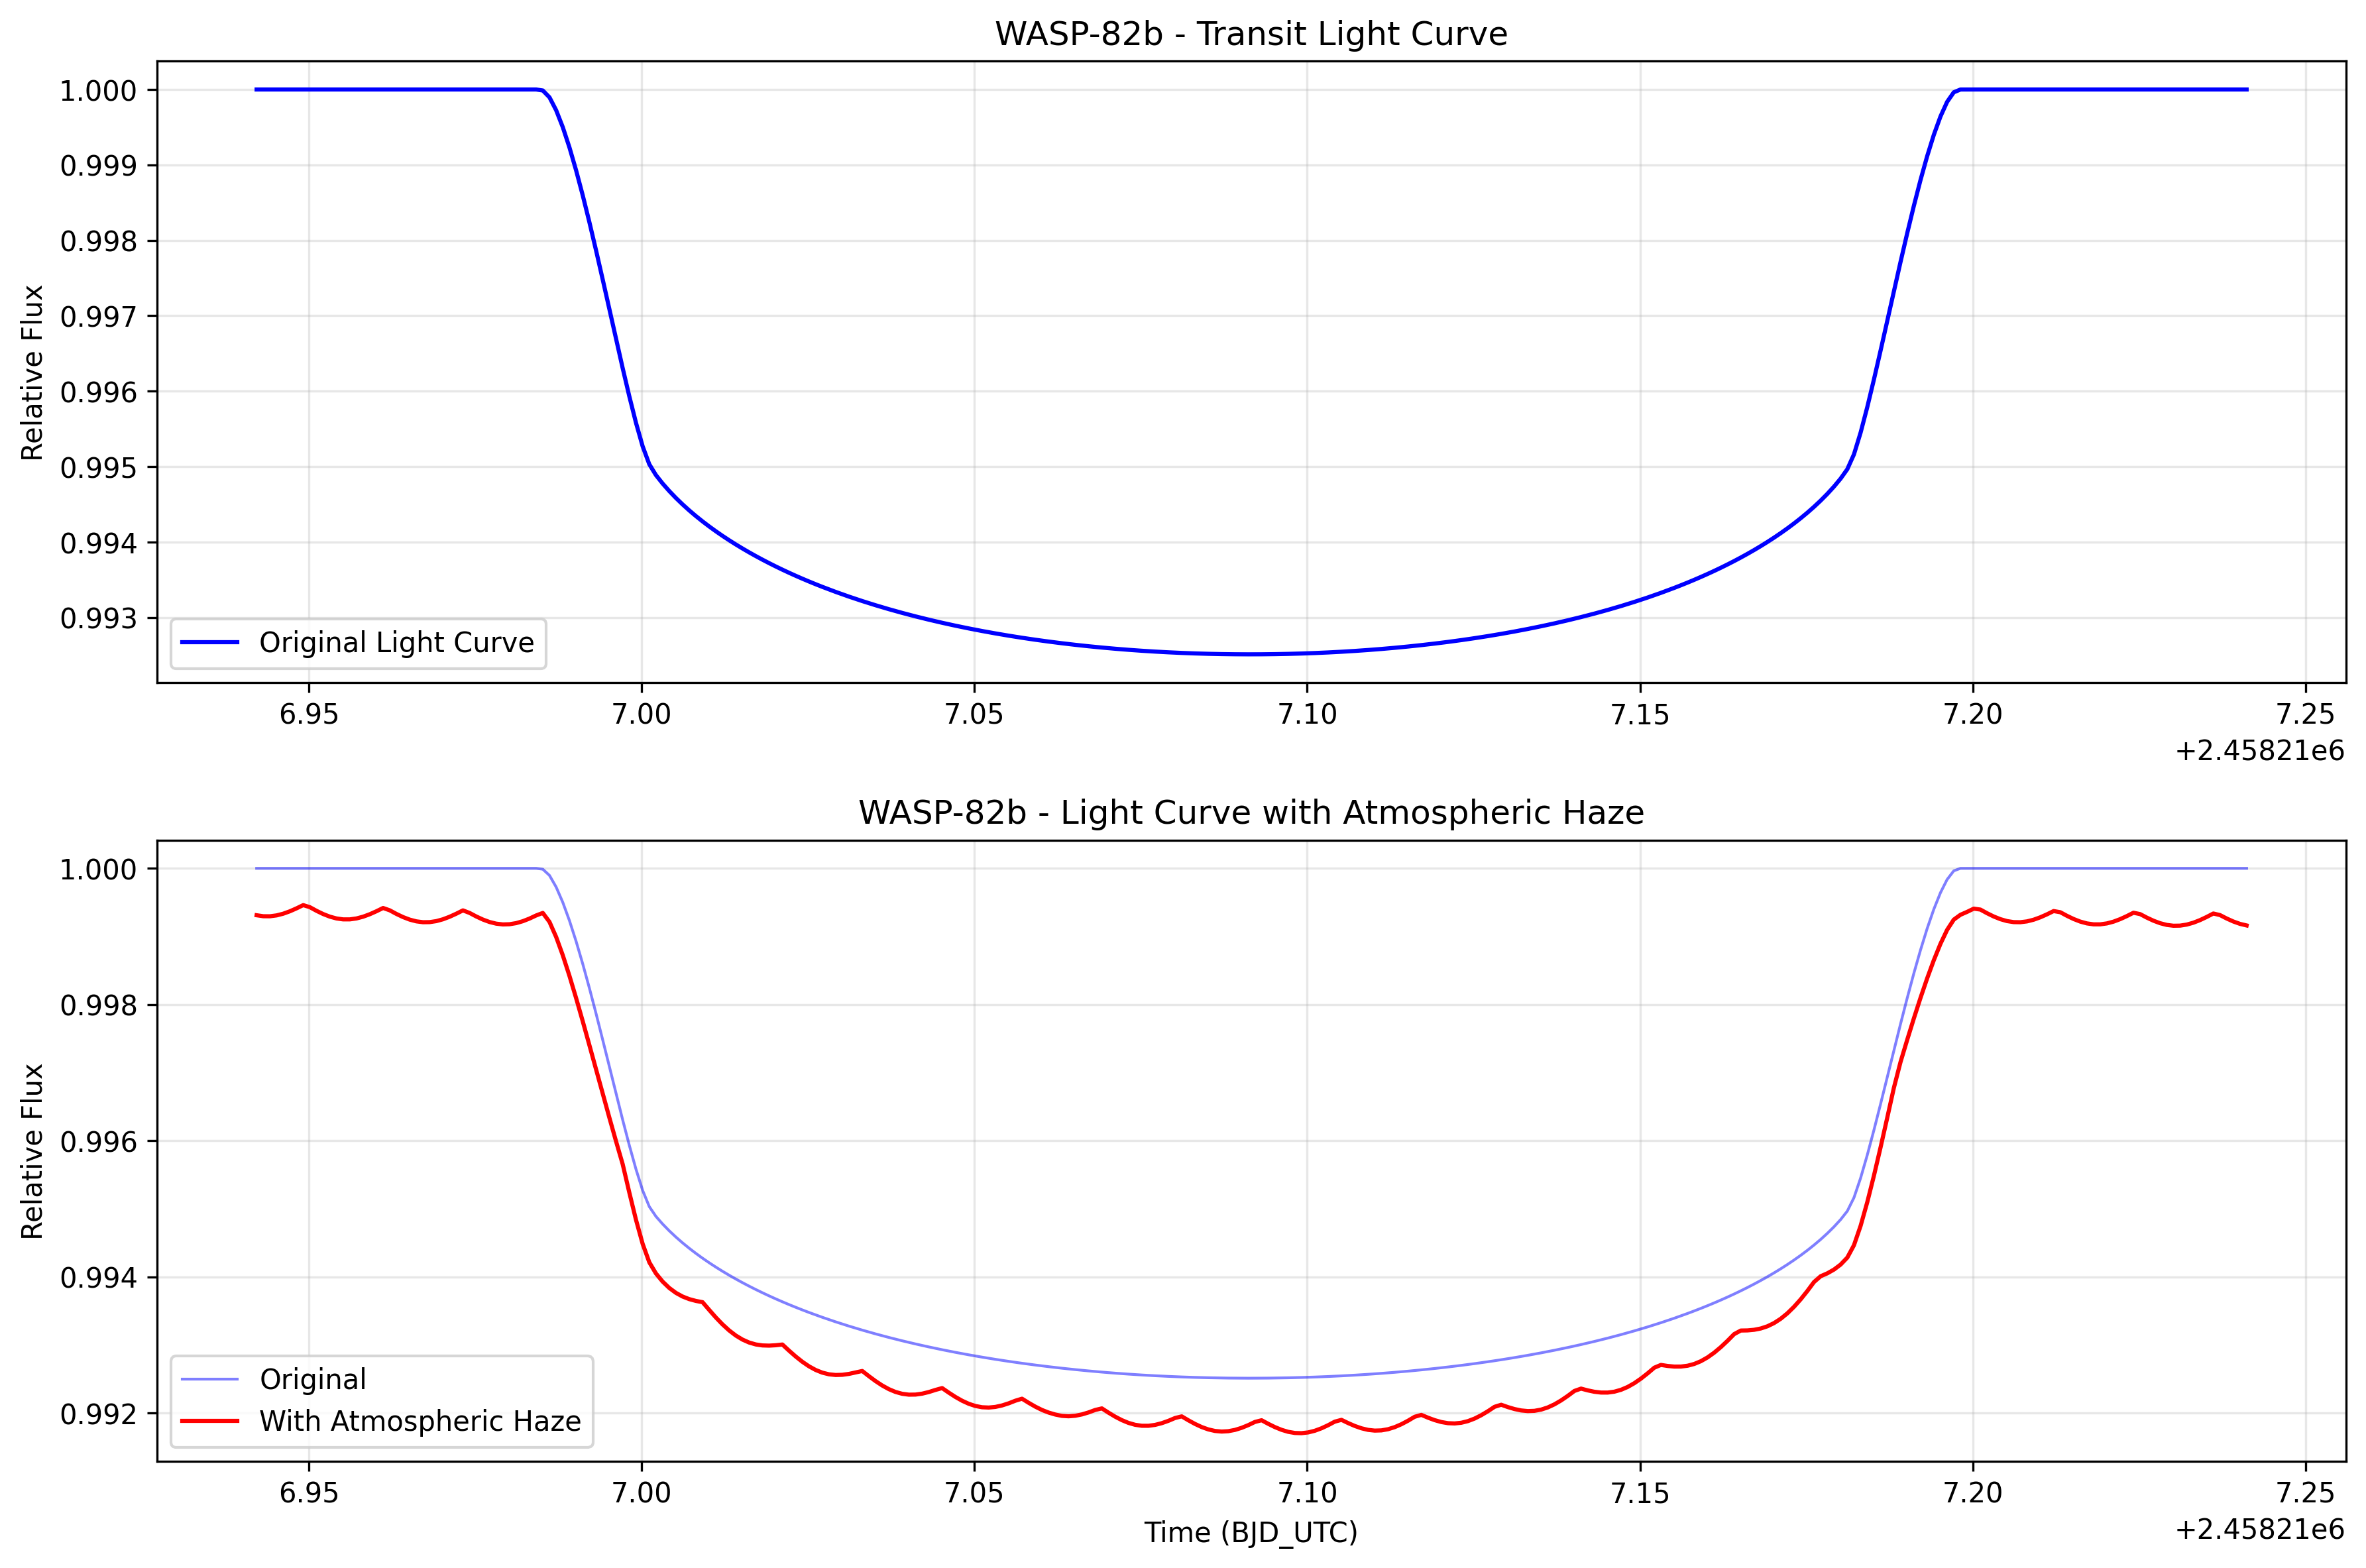 WASP-82b - Transit Light Curve
Relative Flux
1.000
0.999
0.998
0.997
0.996
0.995
0.994
0.993
Original Light Curve
6.95 7.00 7.05 7.10 7.15 7.20 7.25
+2.45821e6
WASP-82b - Light Curve with Atmospheric Haze
Relative Flux
1.000
0.998
0.996
0.994
0.992
Original
With Atmospheric Haze
6.95 7.00 7.05 7.10 7.15 7.20 7.25
+2.45821e6
Time (BJD_UTC)